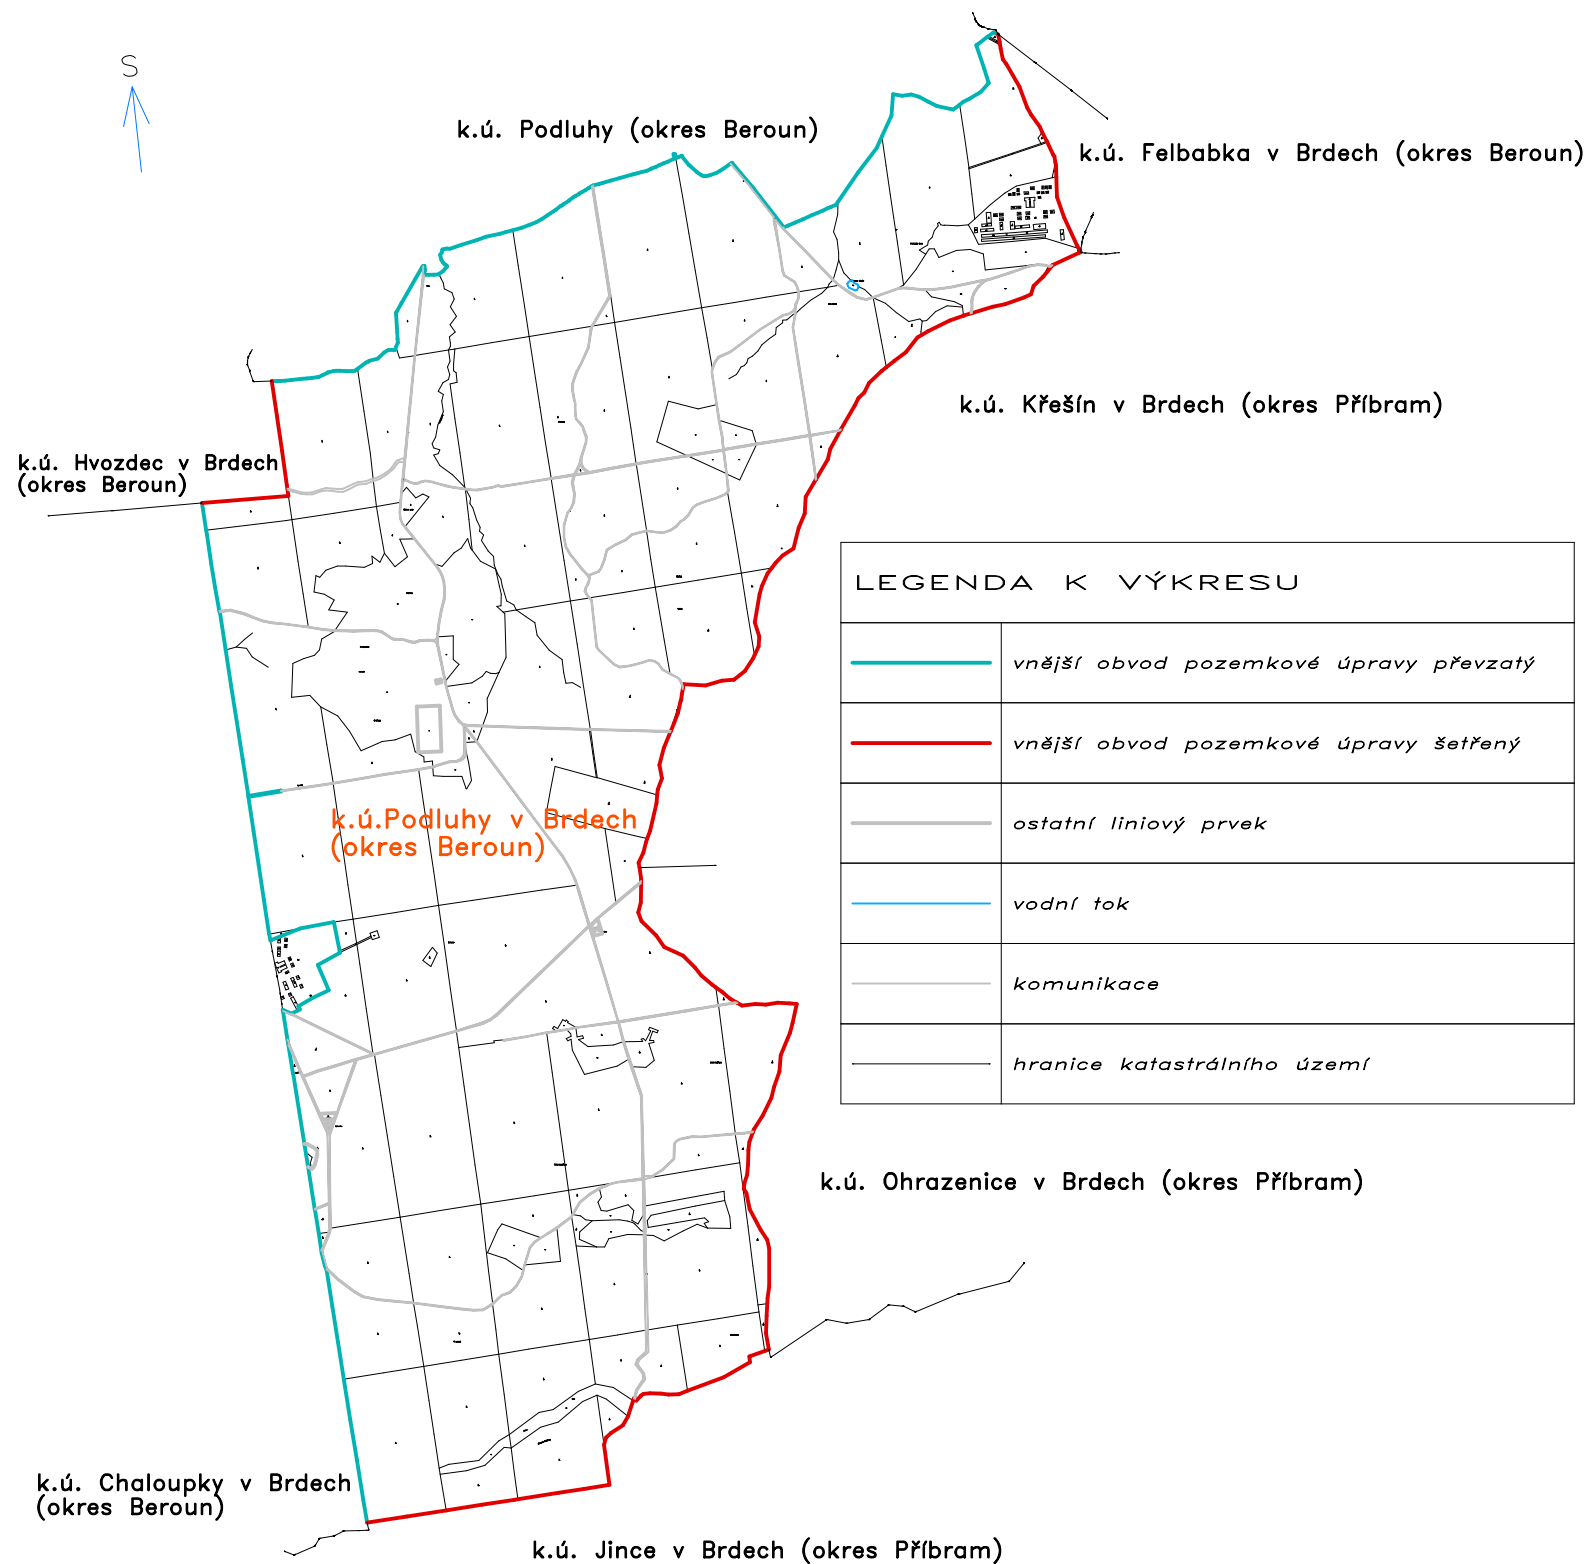 S
k.ú. Podluhy (okres Beroun)
k.ú. Felbabka v Brdech (okres Beroun)
k.ú. Křešín v Brdech (okres Příbram)
k.ú. Hvozdec v Brdech
(okres Beroun)
LEGENDA K VÝKRESU
vnější obvod pozemkové úpravy převzatý
vnější obvod pozemkové úpravy šetřený
ostatní liniový prvek
vodní tok
komunikace
hranice katastrálního území
k.ú.Podluhy v Brdech
(okres Beroun)
k.ú. Ohrazenice v Brdech (okres Příbram)
k.ú. Chaloupky v Brdech
(okres Beroun)
k.ú. Jince v Brdech (okres Příbram)